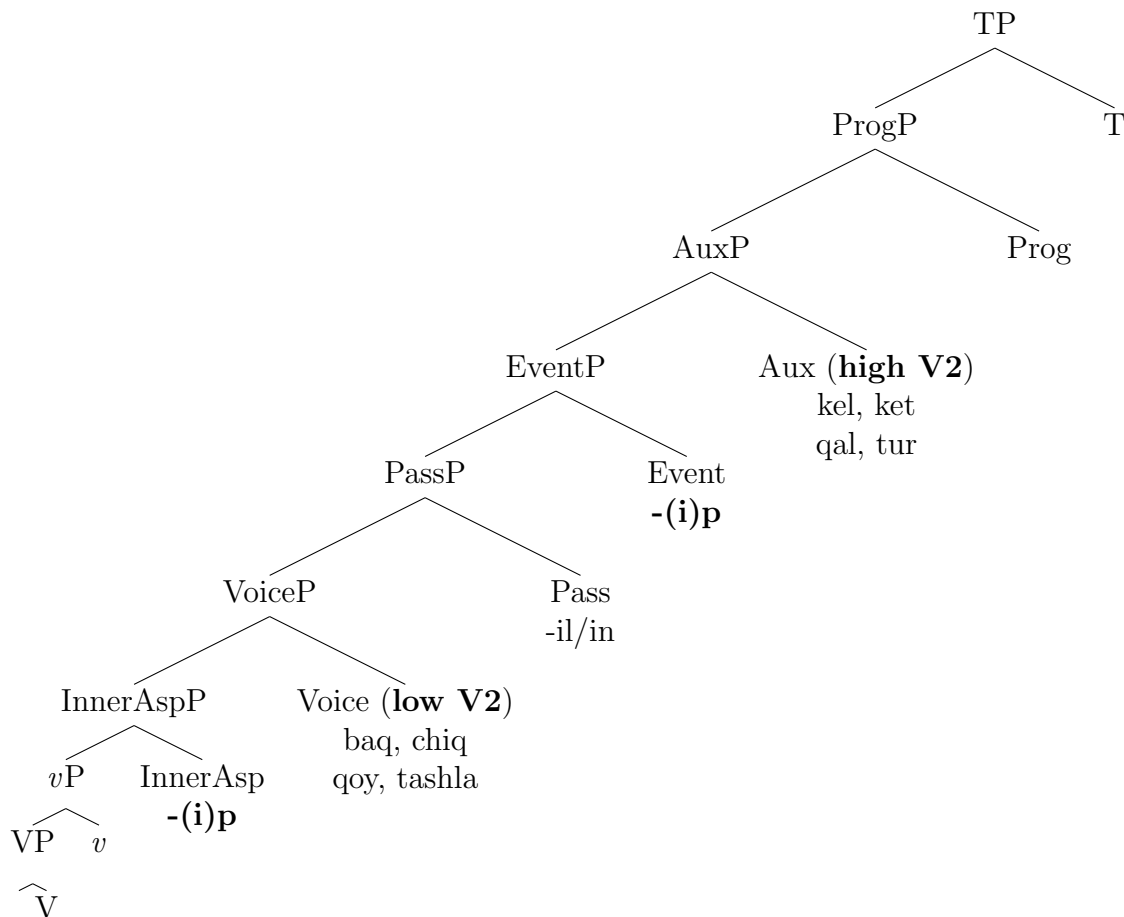 TP
ProgP T
AuxP Prog
EventP Aux (high V2)
kel, ket
qal, tur
PassP Event
-(i)p
VoiceP Pass
-il/in
InnerAspP Voice (low V2)
baq, chiq
qoy, tashla
vP InnerAsp
-(i)p
VP v
V